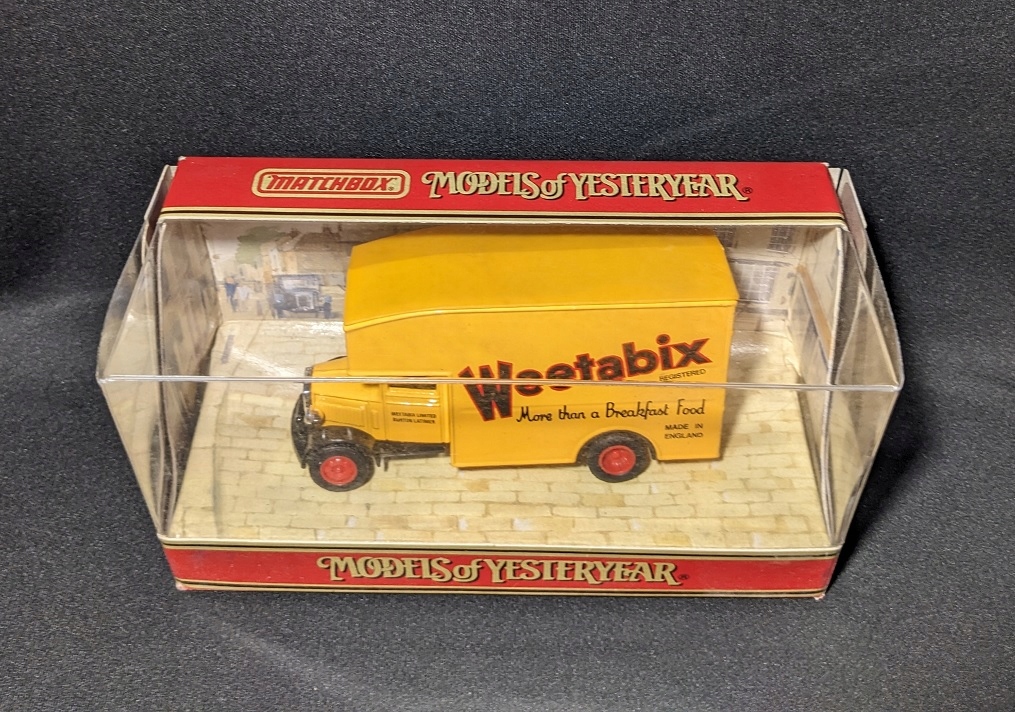 MATCHBOX MODELS of YESTERYEAR®
Weetabix
REGISTERED
More than a Breakfast Food
MADE IN
ENGLAND
WEETABIX LIMITED
BURTON LATIMER
MODELS of YESTERYEAR®